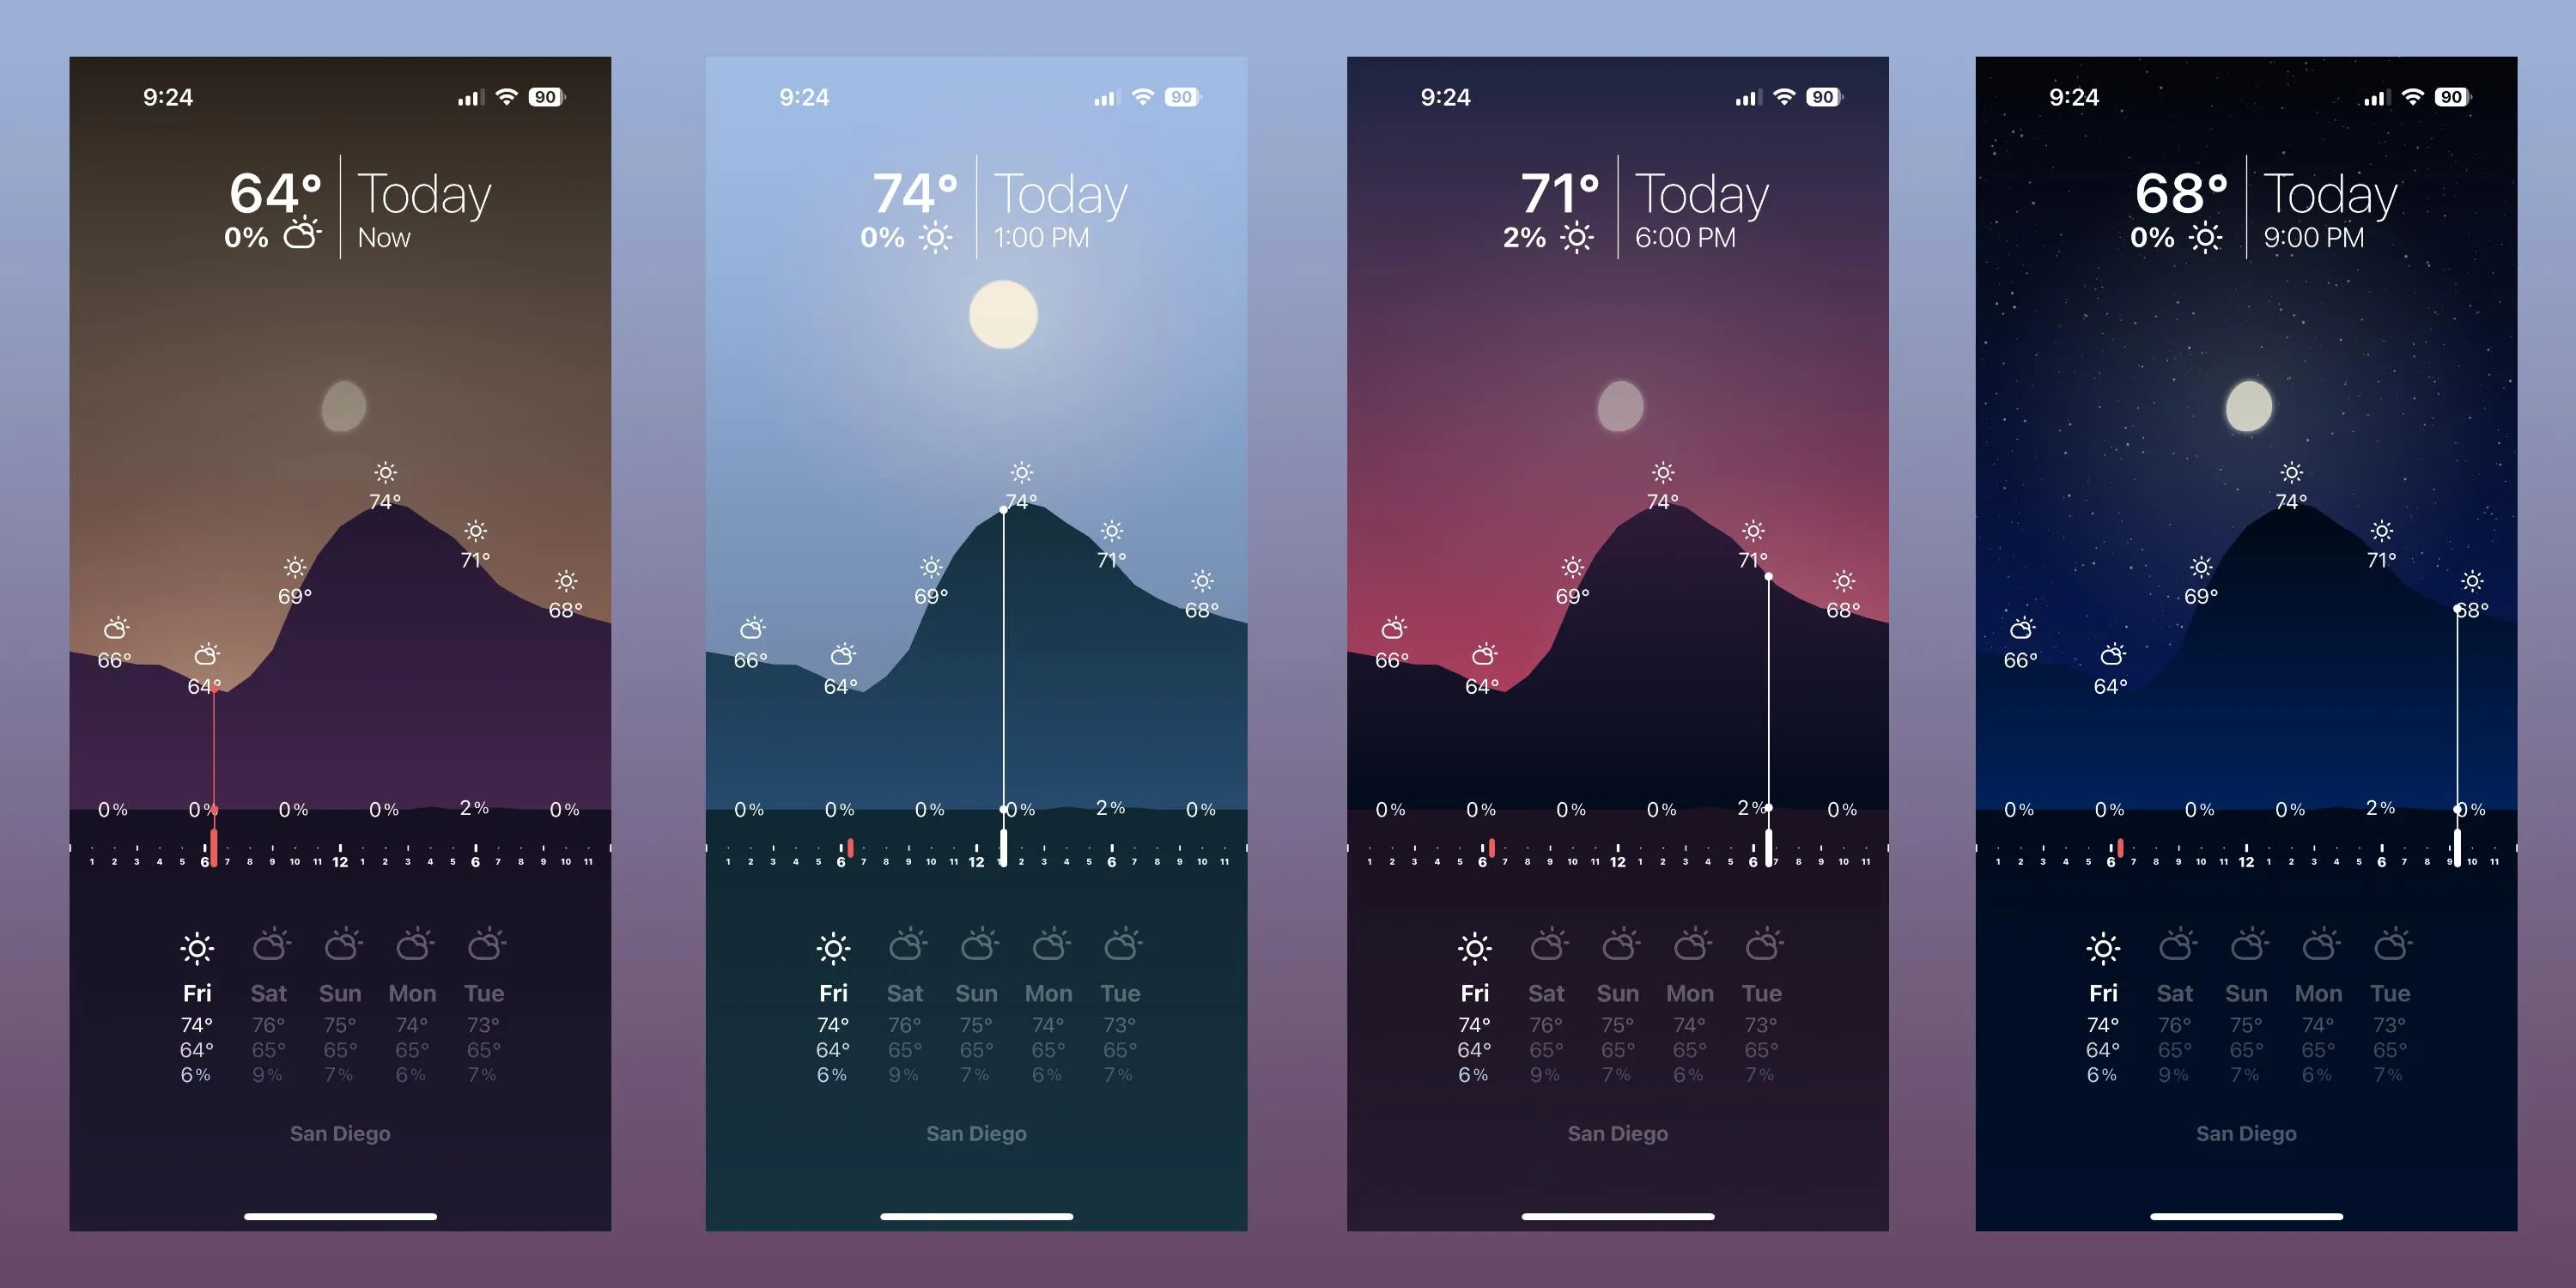 9:24 90
64° Today
0% Now
74°
71°
69°
68°
66°
64°
0% 0% 0% 0% 2% 0%
1 2 3 4 5 6 7 8 9 10 11 12 1 2 3 4 5 6 7 8 9 10 11
Fri Sat Sun Mon Tue
74° 76° 75° 74° 73°
64° 65° 65° 65° 65°
6% 9% 7% 6% 7%
San Diego
9:24 90
74° Today
0% 1:00 PM
74°
71°
69°
68°
66°
64°
0% 0% 0% 0% 2% 0%
1 2 3 4 5 6 7 8 9 10 11 12 2 3 4 5 6 7 8 9 10 11
Fri Sat Sun Mon Tue
74° 76° 75° 74° 73°
64° 65° 65° 65° 65°
6% 9% 7% 6% 7%
San Diego
9:24 90
71° Today
2% 6:00 PM
74°
71°
69°
68°
66°
64°
0% 0% 0% 0% 2% 0%
1 2 3 4 5 6 7 8 9 10 11 12 1 2 3 4 5 6 7 8 9 10 11
Fri Sat Sun Mon Tue
74° 76° 75° 74° 73°
64° 65° 65° 65° 65°
6% 9% 7% 6% 7%
San Diego
9:24 90
68° Today
0% 9:00 PM
74°
71°
69°
68°
66°
64°
0% 0% 0% 0% 2% 0%
1 2 3 4 5 6 7 8 9 10 11 12 1 2 3 4 5 6 7 8 9 10 11
Fri Sat Sun Mon Tue
74° 76° 75° 74° 73°
64° 65° 65° 65° 65°
6% 9% 7% 6% 7%
San Diego